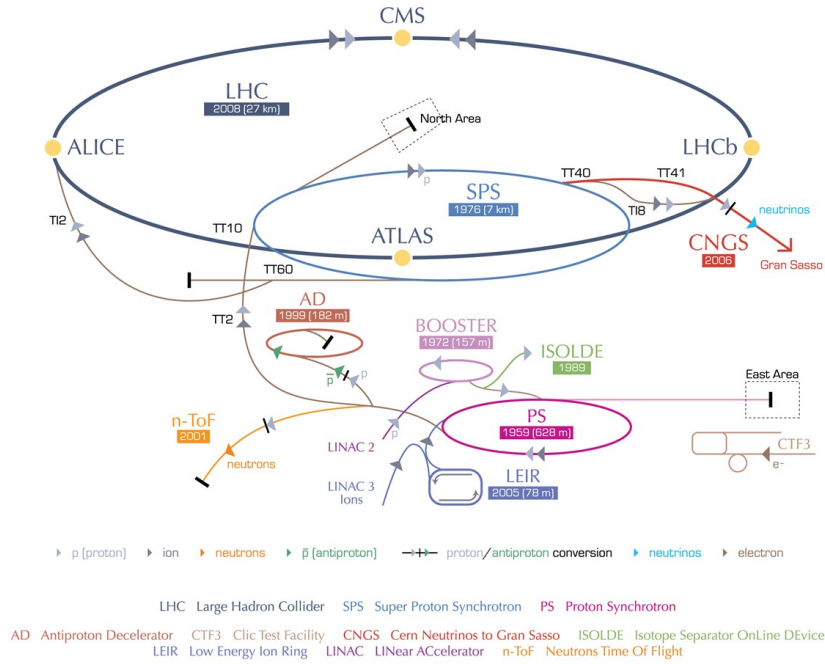 CMS
LHC
2008 (27 km)
North Area
ALICE
LHCb
TT40
TT41
p
SPS
1976 (7 km)
TI2
TI8
neutrinos
TT10
ATLAS
CNGS
2006
Gran Sasso
TT60
AD
1999 (182 m)
TT2
BOOSTER
1972 (157 m)
ISOLDE
1989
p̅
p
East Area
n-ToF
2001
PS
1959 (628 m)
LINAC 2
p
neutrons
CTF3
e-
LEIR
2005 (78 m)
LINAC 3
Ions
p (proton) ion neutrons p̅ (antiproton) proton/antiproton conversion neutrinos electron
LHC Large Hadron Collider SPS Super Proton Synchrotron PS Proton Synchrotron
AD Antiproton Decelerator CTF3 Clic Test Facility CNGS Cern Neutrinos to Gran Sasso ISOLDE Isotope Separator OnLine DEvice
LEIR Low Energy Ion Ring LINAC LINear ACcelerator n-ToF Neutrons Time Of Flight